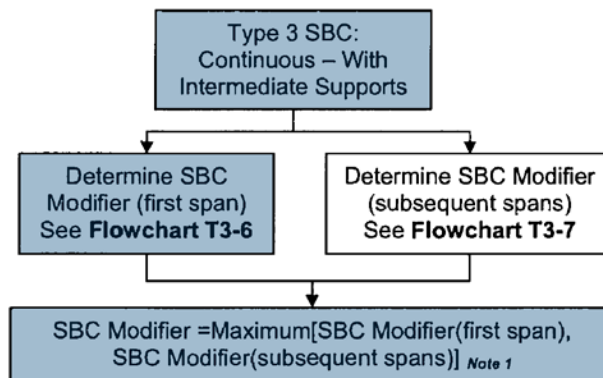 Type 3 SBC:
Continuous – With
Intermediate Supports
Determine SBC
Modifier (first span)
See Flowchart T3-6
Determine SBC Modifier
(subsequent spans)
See Flowchart T3-7
SBC Modifier =Maximum[SBC Modifier(first span),
SBC Modifier(subsequent spans)] Note 1